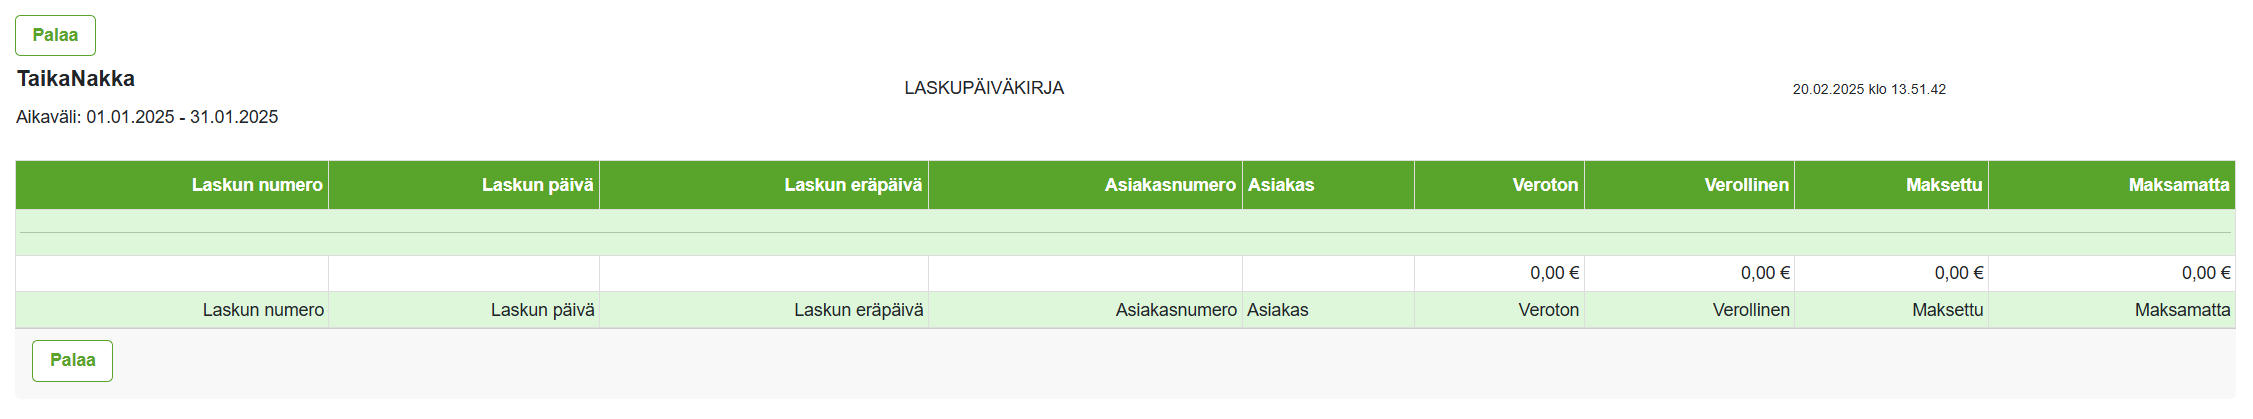 Palaa
TaikaNakka
LASKUPÄIVÄKIRJA
20.02.2025 klo 13.51.42
Aikaväli: 01.01.2025 - 31.01.2025
Laskun numero Laskun päivä Laskun eräpäivä Asiakasnumero Asiakas Veroton Verollinen Maksettu Maksamatta
0,00 € 0,00 € 0,00 € 0,00 €
Laskun numero Laskun päivä Laskun eräpäivä Asiakasnumero Asiakas Veroton Verollinen Maksettu Maksamatta
Palaa